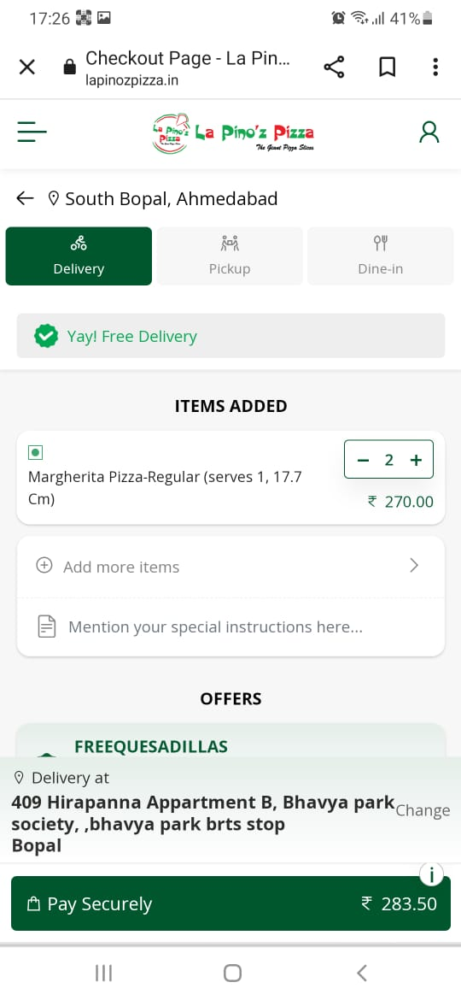 17:26
41%
Checkout Page - La Pin...
lapinozpizza.in
La Pino'z Pizza
La Pino'z Pizza
The Geant Pizza Slices
South Bopal, Ahmedabad
Delivery
Pickup
Dine-in
Yay! Free Delivery
ITEMS ADDED
Margherita Pizza-Regular (serves 1, 17.7
Cm)
− 2 +
₹ 270.00
Add more items
Mention your special instructions here...
OFFERS
FREEQUESADILLAS
Delivery at
409 Hirapanna Appartment B, Bhavya park
society, ,bhavya park brts stop
Bopal
Change
i
Pay Securely
₹ 283.50